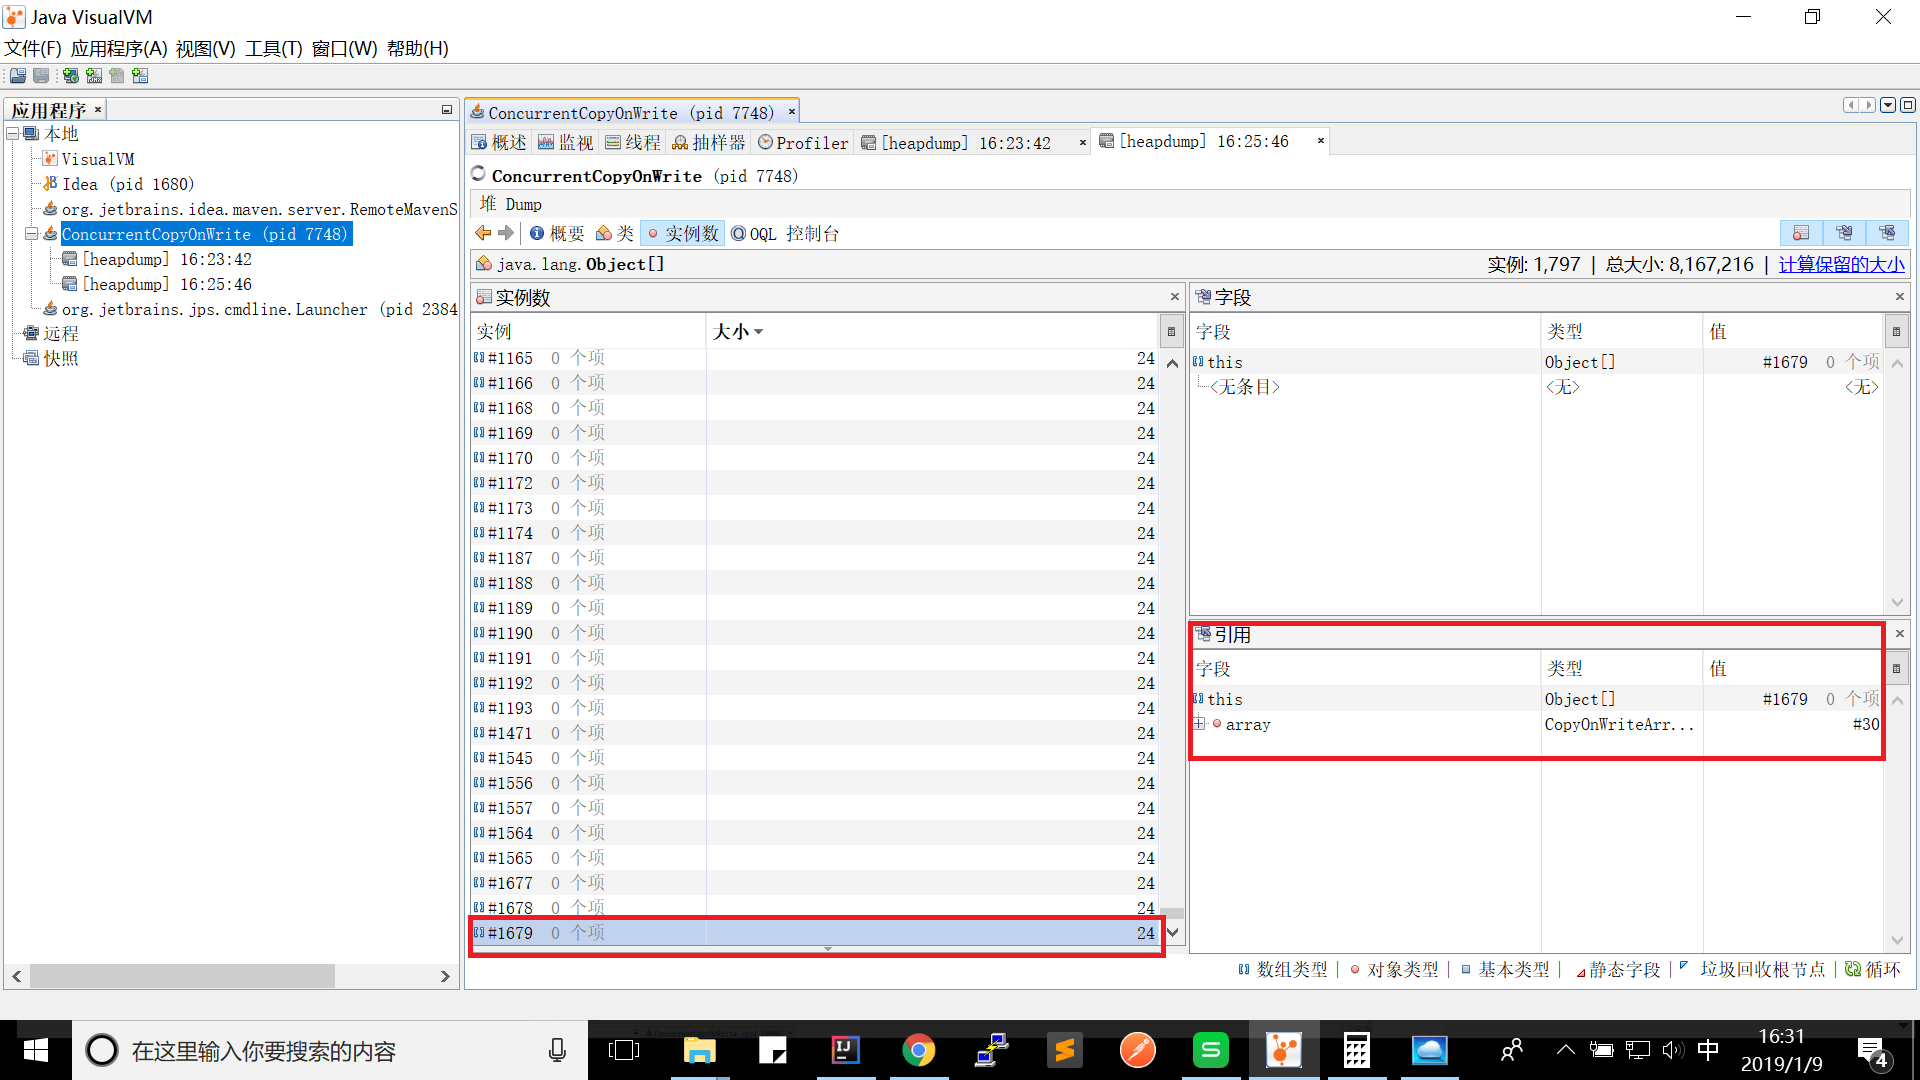 Java VisualVM
文件(F) 应用程序(A) 视图(V) 工具(T) 窗口(W) 帮助(H)
应用程序
本地
VisualVM
Idea (pid 1680)
org.jetbrains.idea.maven.server.RemoteMavenS
ConcurrentCopyOnWrite (pid 7748)
[heapdump] 16:23:42
[heapdump] 16:25:46
org.jetbrains.jps.cmdline.Launcher (pid 2384
远程
快照
ConcurrentCopyOnWrite (pid 7748)
概述 监视 线程 抽样器 Profiler [heapdump] 16:23:42 [heapdump] 16:25:46
ConcurrentCopyOnWrite (pid 7748)
堆 Dump
概要 类 实例数 OQL 控制台
java.lang.Object[] 实例: 1,797 | 总大小: 8,167,216 | 计算保留的大小
实例数
实例 大小
#1165 0 个项 24
#1166 0 个项 24
#1168 0 个项 24
#1169 0 个项 24
#1170 0 个项 24
#1172 0 个项 24
#1173 0 个项 24
#1174 0 个项 24
#1187 0 个项 24
#1188 0 个项 24
#1189 0 个项 24
#1190 0 个项 24
#1191 0 个项 24
#1192 0 个项 24
#1193 0 个项 24
#1471 0 个项 24
#1545 0 个项 24
#1556 0 个项 24
#1557 0 个项 24
#1564 0 个项 24
#1565 0 个项 24
#1677 0 个项 24
#1678 0 个项 24
#1679 0 个项 24
字段
字段 类型 值
this Object[] #1679 0 个项
<无条目> <无> <无>
引用
字段 类型 值
this Object[] #1679 0 个项
array CopyOnWriteArr... #30
数组类型 | 对象类型 | 基本类型 | 静态字段 | 垃圾回收根节点 | 循环
在这里输入你要搜索的内容
中
16:31
2019/1/9
4